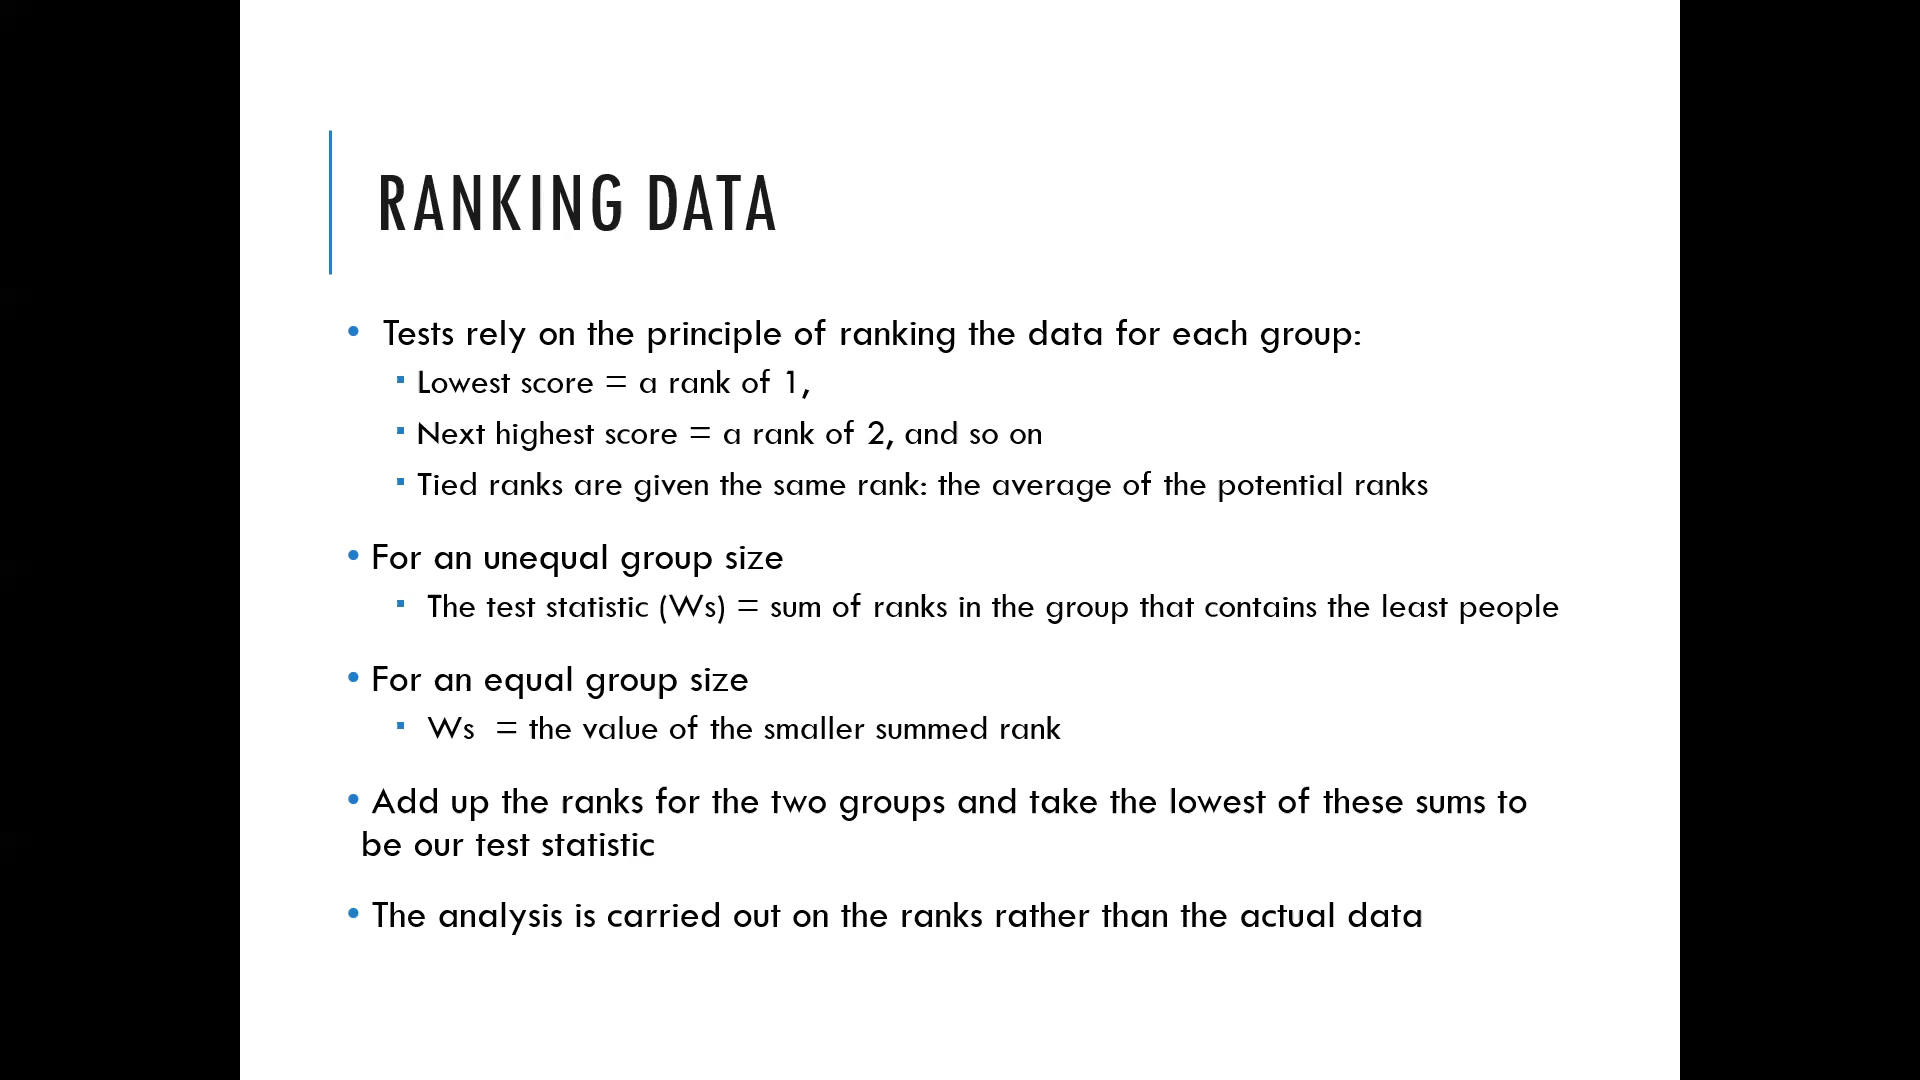 RANKING DATA
• Tests rely on the principle of ranking the data for each group:
▪ Lowest score = a rank of 1,
▪ Next highest score = a rank of 2, and so on
▪ Tied ranks are given the same rank: the average of the potential ranks
• For an unequal group size
▪ The test statistic (Ws) = sum of ranks in the group that contains the least people
• For an equal group size
▪ Ws = the value of the smaller summed rank
• Add up the ranks for the two groups and take the lowest of these sums to
be our test statistic
• The analysis is carried out on the ranks rather than the actual data